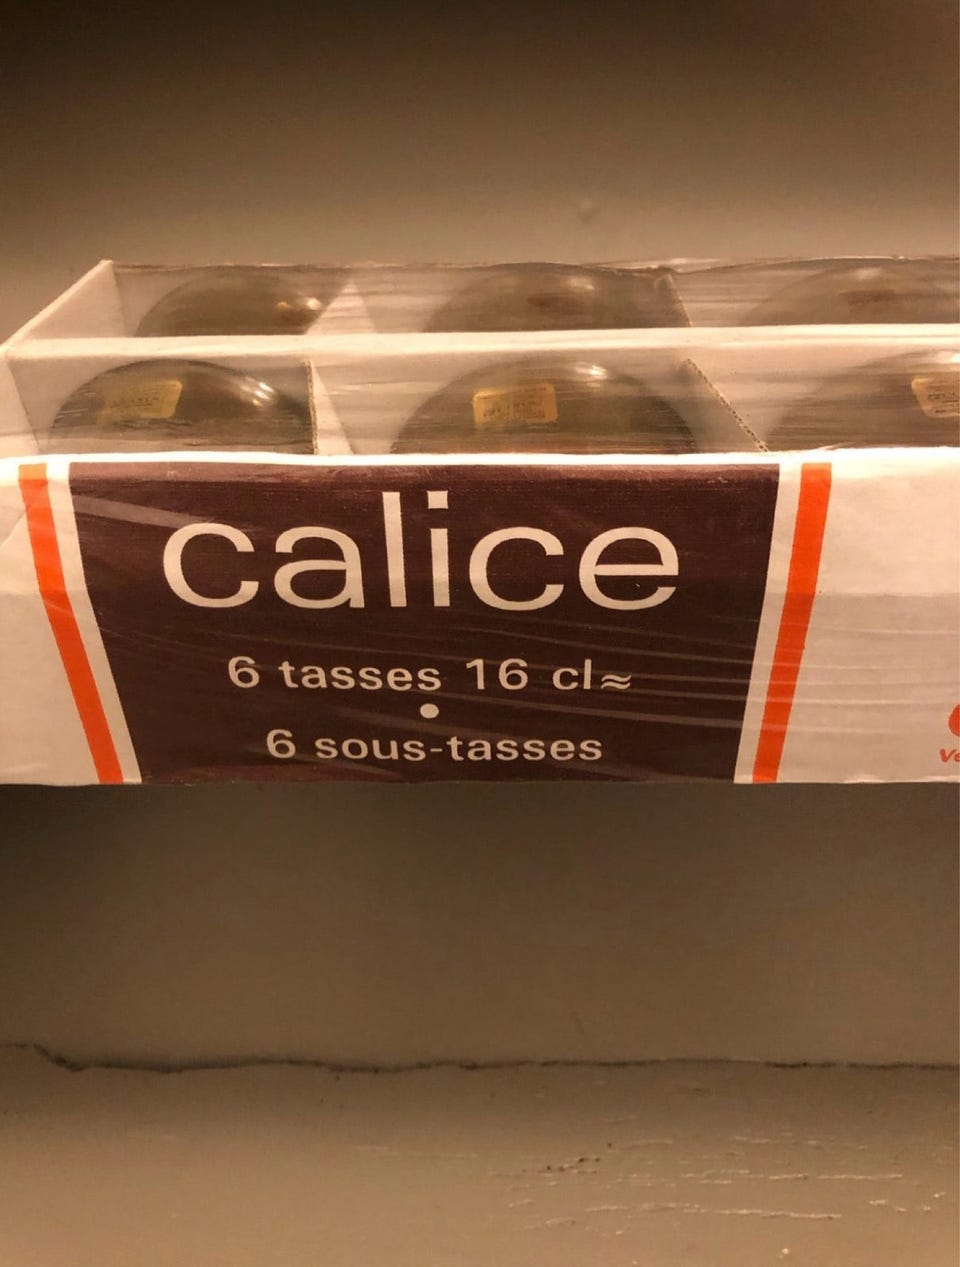 calice
6 tasses 16 cl≈
•
6 sous-tasses